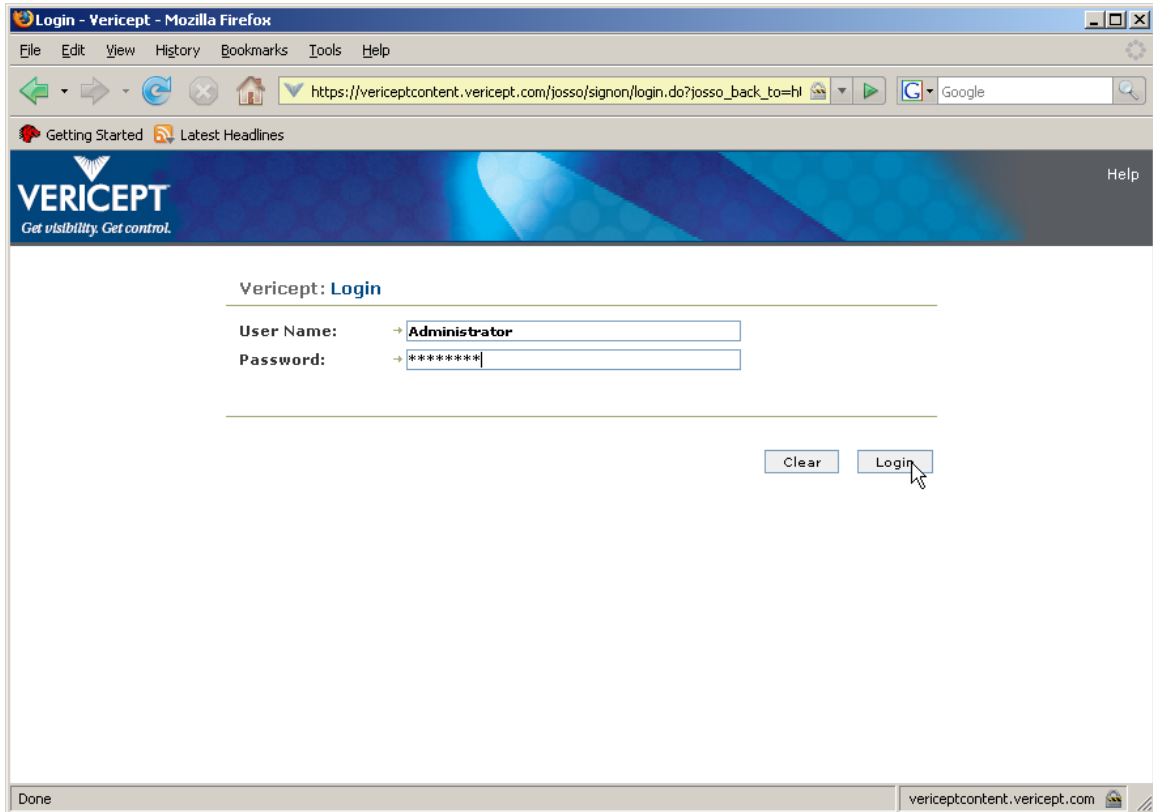 Login - Vericept - Mozilla Firefox
File Edit View History Bookmarks Tools Help
https://vericeptcontent.vericept.com/josso/signon/login.do?josso_back_to=h G Google
Getting Started Latest Headlines
Help
VERICEPT
Get visibility. Get control.
Vericept: Login
User Name: Administrator
Password: ********
Clear Login
Done vericeptcontent.vericept.com